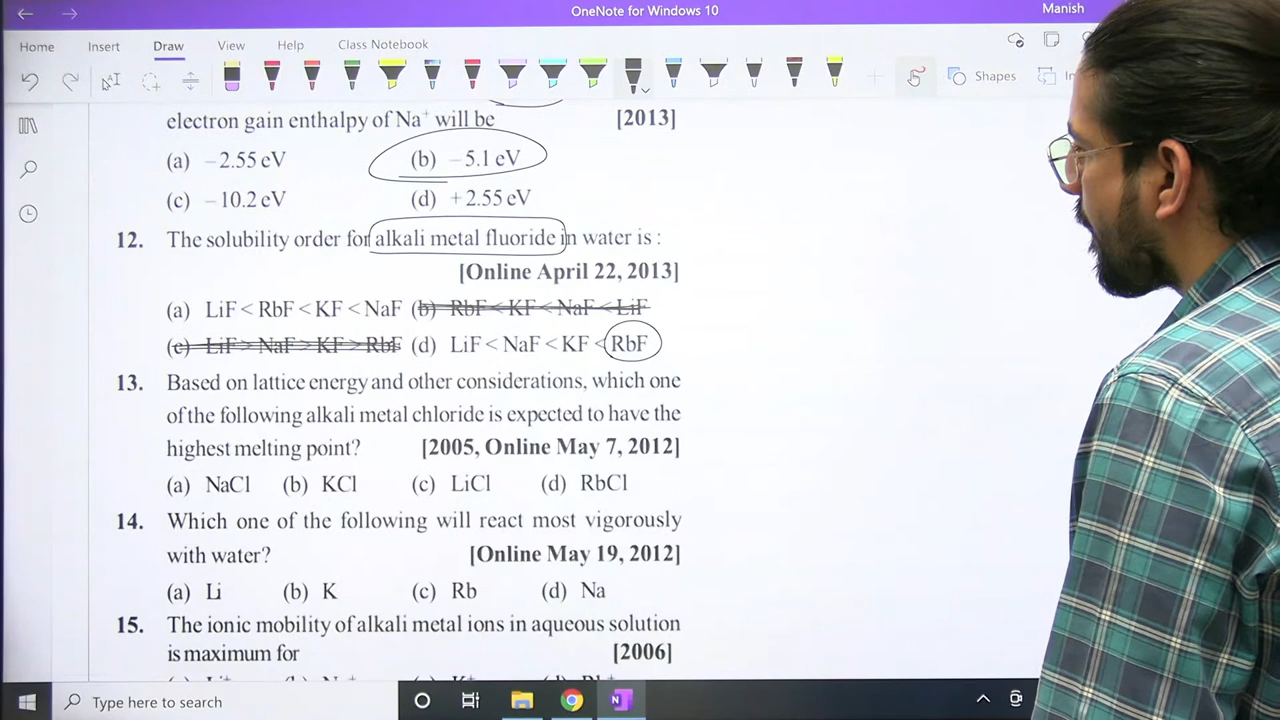 OneNote for Windows 10
Manish
Home Insert Draw View Help Class Notebook
Shapes
electron gain enthalpy of Na+ will be [2013]
(a) –2.55 eV (b) –5.1 eV
(c) –10.2 eV (d) +2.55 eV
12. The solubility order for alkali metal fluoride in water is :
[Online April 22, 2013]
(a) LiF < RbF < KF < NaF (b) RbF < KF < NaF < LiF
(c) LiF > NaF > KF > RbF (d) LiF < NaF < KF < RbF
13. Based on lattice energy and other considerations, which one
of the following alkali metal chloride is expected to have the
highest melting point? [2005, Online May 7, 2012]
(a) NaCl (b) KCl (c) LiCl (d) RbCl
14. Which one of the following will react most vigorously
with water? [Online May 19, 2012]
(a) Li (b) K (c) Rb (d) Na
15. The ionic mobility of alkali metal ions in aqueous solution
is maximum for [2006]
Type here to search